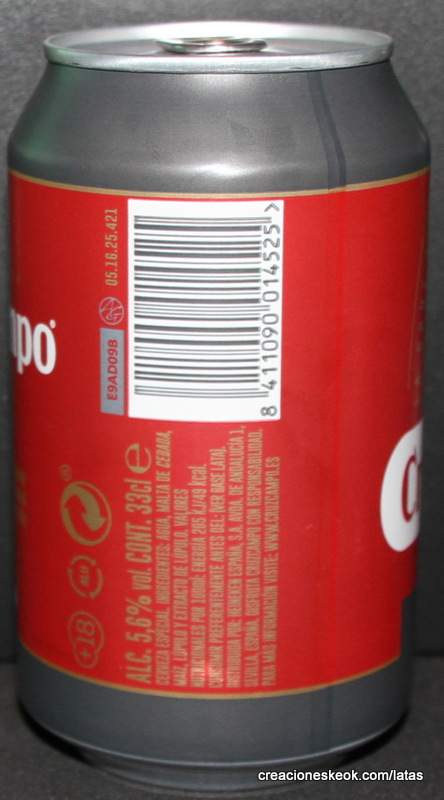 05.16.25.421
E9AD09B
8 411090 014525 >
ALC. 5,6% vol. CONT. 33cl e
CERVEZA ESPECIAL. INGREDIENTES: AGUA, MALTA DE CEBADA,
MAÍZ, LÚPULO Y EXTRACTO DE LÚPULO. VALORES
NUTRICIONALES POR 100ml: ENERGÍA: 205 kJ/49 kcal.
CONSUMIR PREFERENTEMENTE ANTES DEL: (VER BASE LATA).
DISTRIBUIDO POR: HEINEKEN ESPAÑA, S.A. AVDA. DE ANDALUCÍA 1,
SEVILLA, ESPAÑA. DISFRUTA CRUZCAMPO CON RESPONSABILIDAD.
PARA MÁS INFORMACIÓN VISITE: WWW.CRUZCAMPO.ES
+18
ALU
mpo
creacioneskeok.com/latas